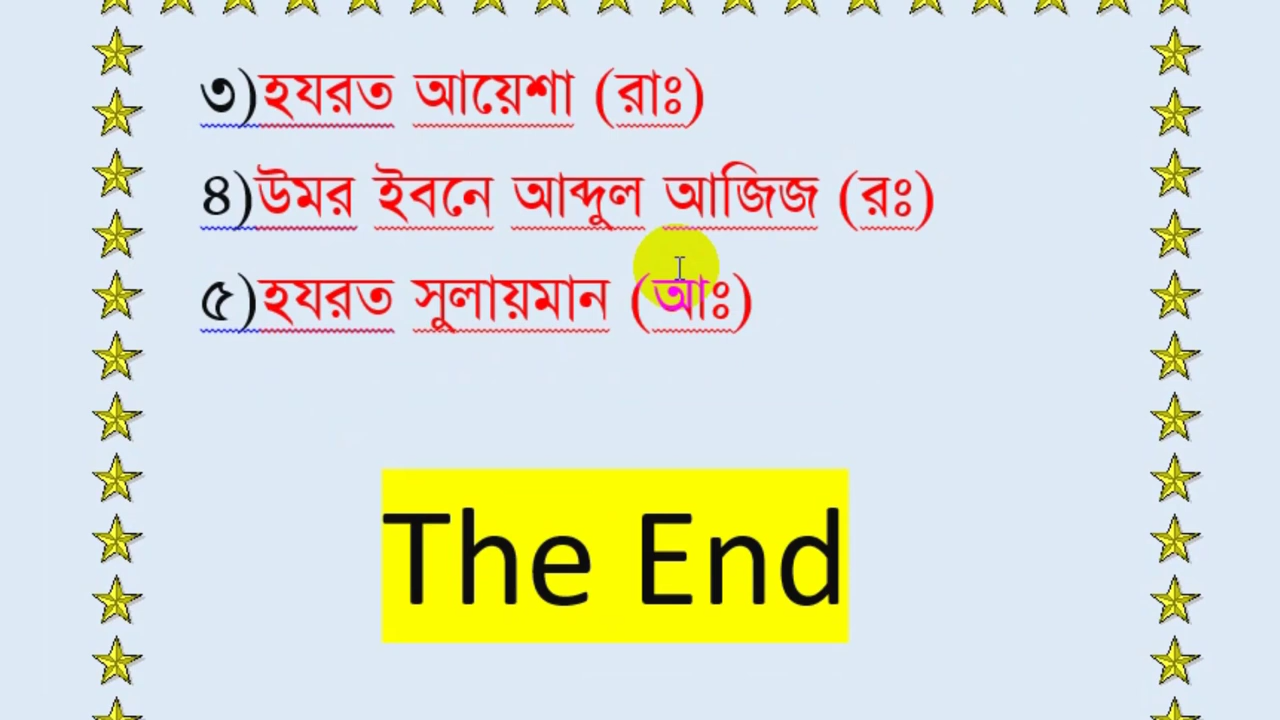 ৩)হযরত আয়েশা (রাঃ)
৪)উমর ইবনে আব্দুল আজিজ (রঃ)
৫)হযরত সুলায়মান (আঃ)
The End